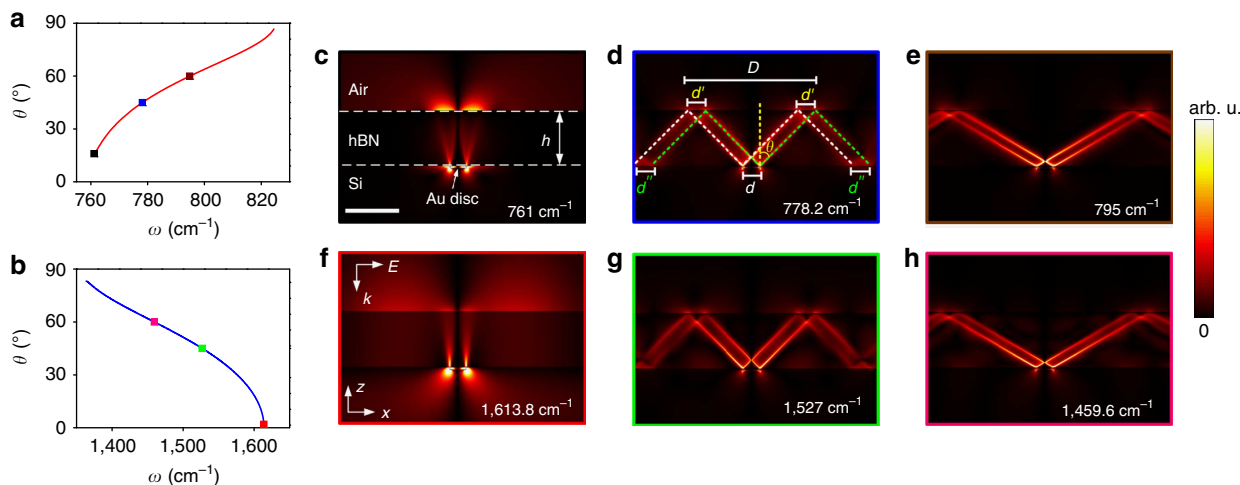 a
90
60
30
0
θ (°)
760
780
800
820
ω (cm⁻¹)
b
90
60
30
0
θ (°)
1,400
1,500
1,600
ω (cm⁻¹)
c
Air
hBN
h
Si
Au disc
761 cm⁻¹
d
D
d′
d′
θ
d″
d
d″
778.2 cm⁻¹
e
795 cm⁻¹
arb. u.
0
f
E
k
z
x
1,613.8 cm⁻¹
g
1,527 cm⁻¹
h
1,459.6 cm⁻¹